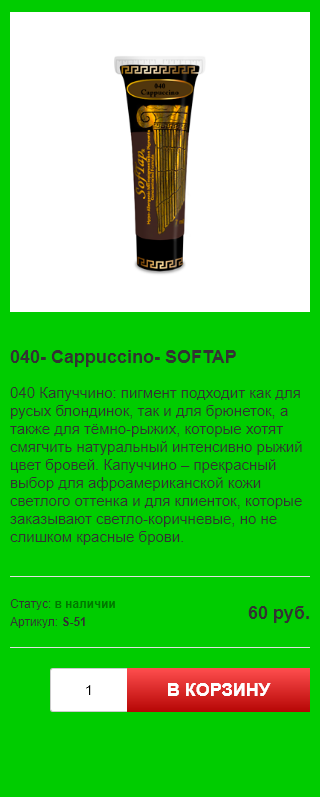 040
Cappuccino
SofTap
040- Cappuccino- SOFTAP
040 Капуччино: пигмент подходит как для
русых блондинок, так и для брюнеток, а
также для тёмно-рыжих, которые хотят
смягчить натуральный интенсивно рыжий
цвет бровей. Капуччино – прекрасный
выбор для афроамериканской кожи
светлого оттенка и для клиенток, которые
заказывают светло-коричневые, но не
слишком красные брови.
Статус: в наличии
Артикул: S-51
60 руб.
1
В КОРЗИНУ